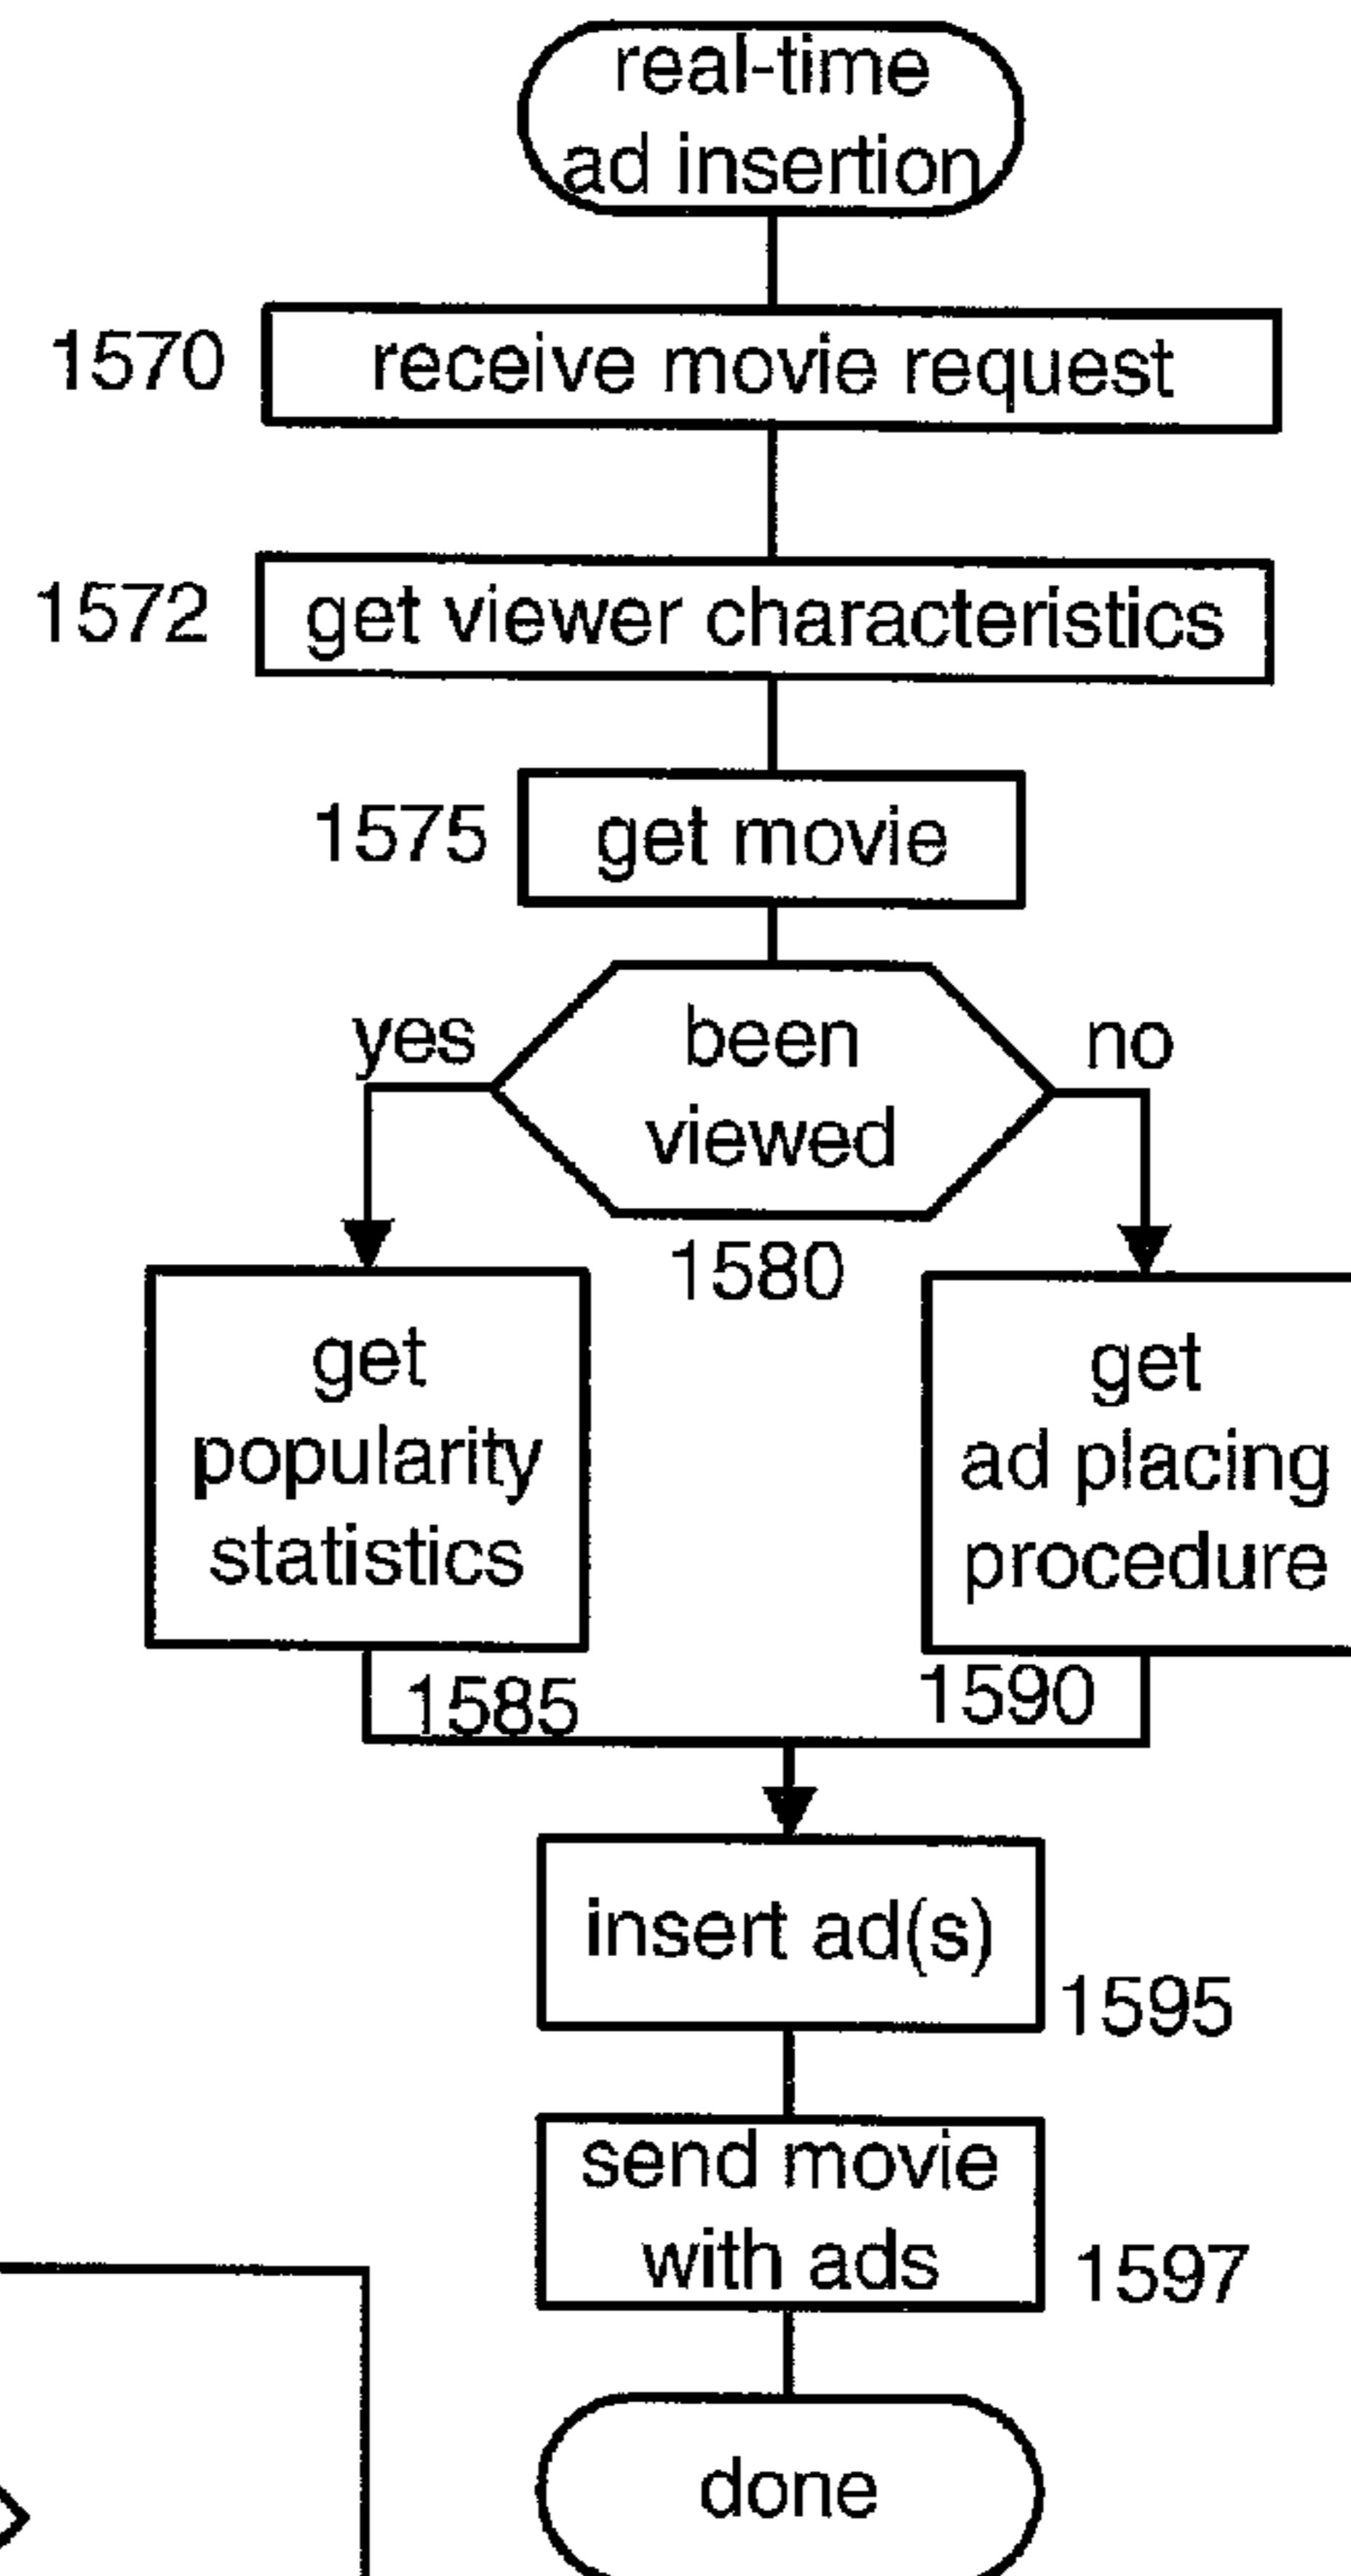 real-time
ad insertion
1570
receive movie request
1572
get viewer characteristics
1575
get movie
yes
been
viewed
no
1580
get
popularity
statistics
get
ad placing
procedure
1585
1590
insert ad(s)
1595
send movie
with ads
1597
done